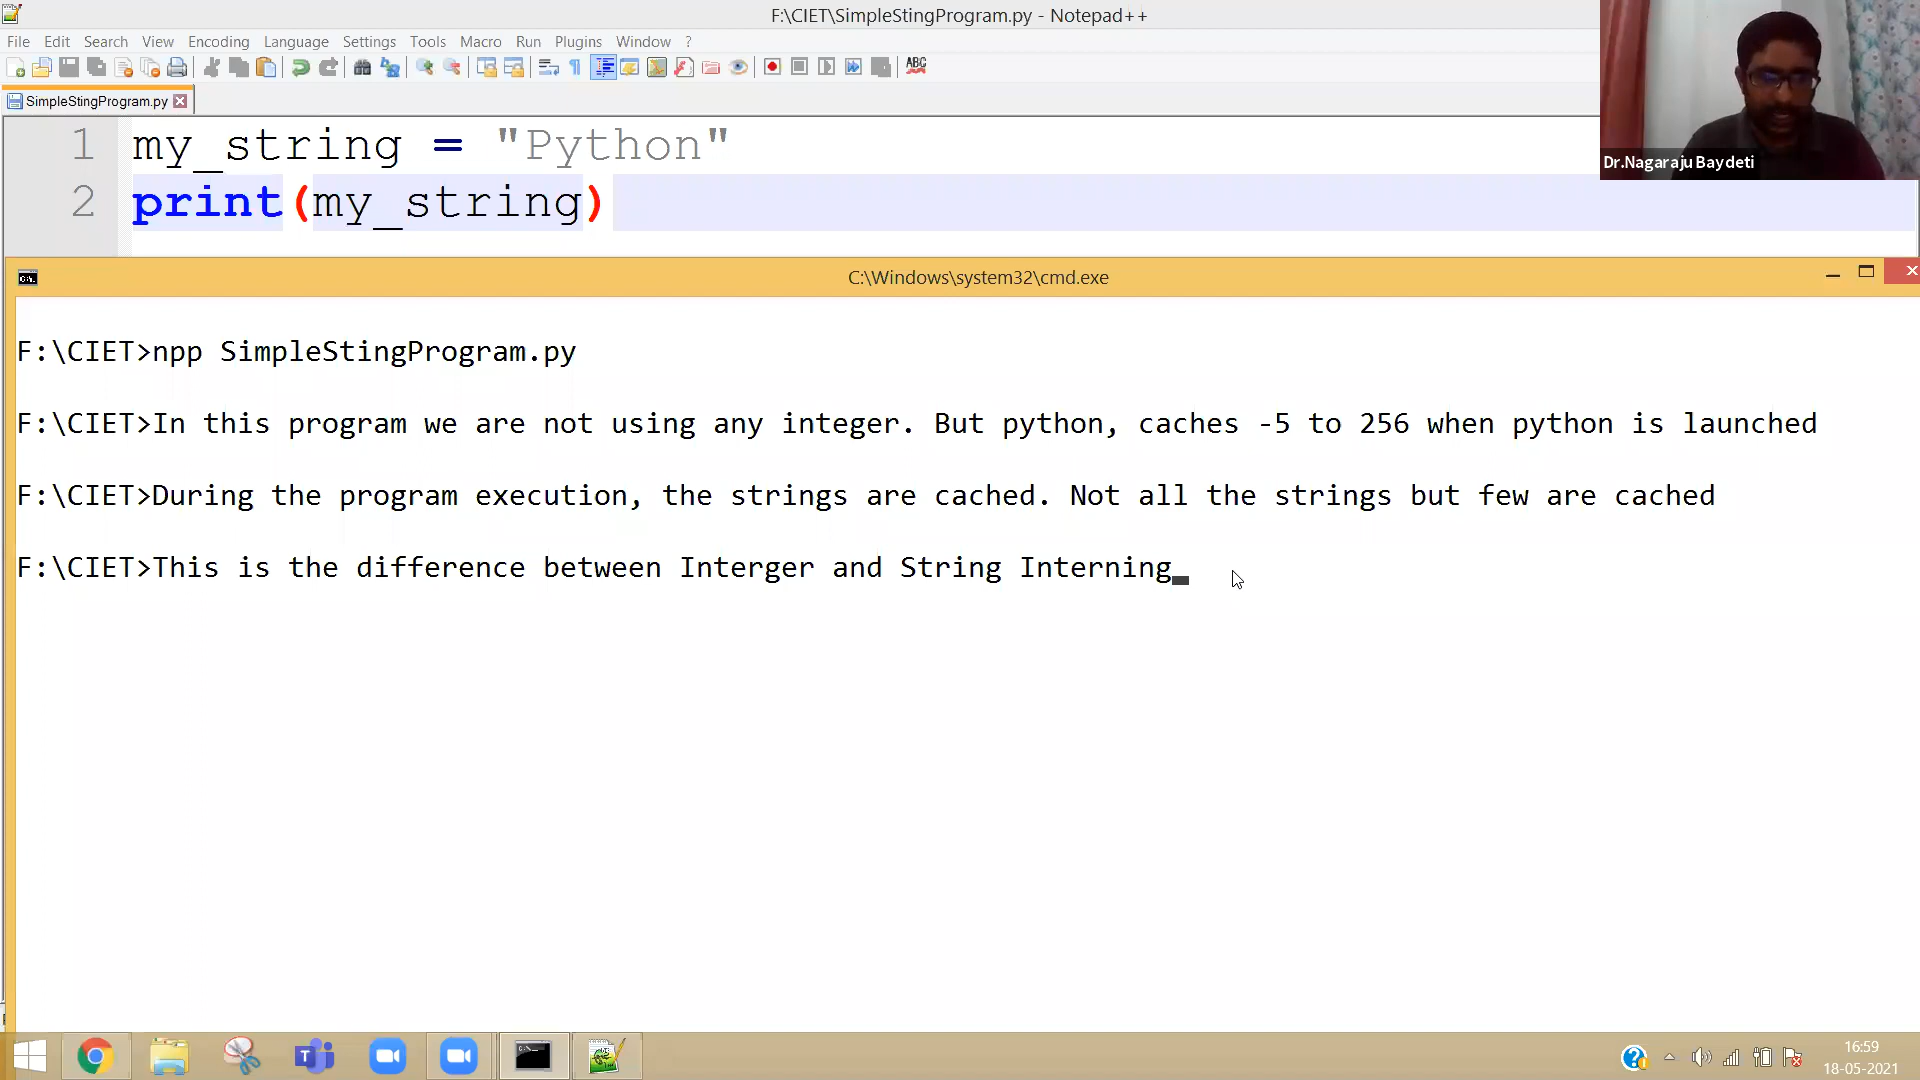 F:\CIET\SimpleStingProgram.py - Notepad++
File Edit Search View Encoding Language Settings Tools Macro Run Plugins Window ?
ABC
SimpleStingProgram.py
1 my_string = "Python"
2 print(my_string)
Dr.Nagaraju Baydeti
C:\Windows\system32\cmd.exe
F:\CIET>npp SimpleStingProgram.py
F:\CIET>In this program we are not using any integer. But python, caches -5 to 256 when python is launched
F:\CIET>During the program execution, the strings are cached. Not all the strings but few are cached
F:\CIET>This is the difference between Interger and String Interning_
16:59
18-05-2021